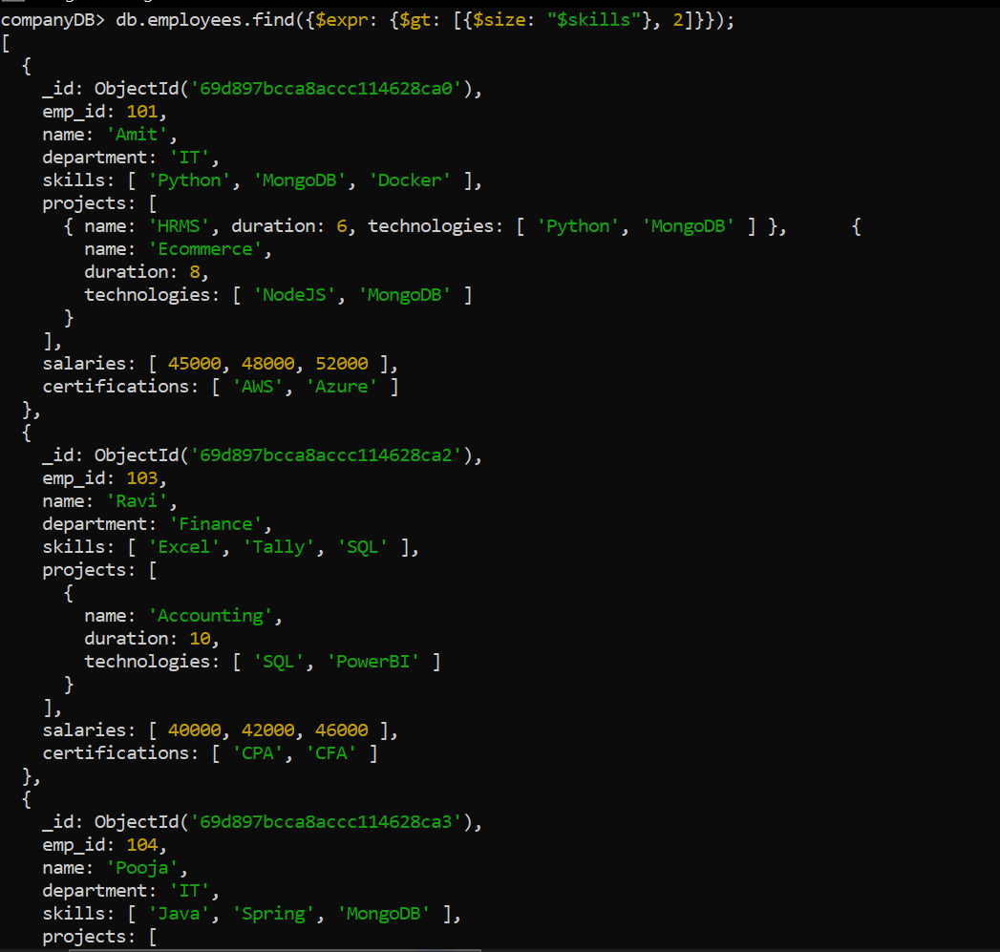 companyDB> db.employees.find({$expr: {$gt: [{$size: "$skills"}, 2]}});
[
  {
    _id: ObjectId('69d897bcca8accc114628ca0'),
    emp_id: 101,
    name: 'Amit',
    department: 'IT',
    skills: [ 'Python', 'MongoDB', 'Docker' ],
    projects: [
      { name: 'HRMS', duration: 6, technologies: [ 'Python', 'MongoDB' ] },      {
        name: 'Ecommerce',
        duration: 8,
        technologies: [ 'NodeJS', 'MongoDB' ]
      }
    ],
    salaries: [ 45000, 48000, 52000 ],
    certifications: [ 'AWS', 'Azure' ]
  },
  {
    _id: ObjectId('69d897bcca8accc114628ca2'),
    emp_id: 103,
    name: 'Ravi',
    department: 'Finance',
    skills: [ 'Excel', 'Tally', 'SQL' ],
    projects: [
      {
        name: 'Accounting',
        duration: 10,
        technologies: [ 'SQL', 'PowerBI' ]
      }
    ],
    salaries: [ 40000, 42000, 46000 ],
    certifications: [ 'CPA', 'CFA' ]
  },
  {
    _id: ObjectId('69d897bcca8accc114628ca3'),
    emp_id: 104,
    name: 'Pooja',
    department: 'IT',
    skills: [ 'Java', 'Spring', 'MongoDB' ],
    projects: [